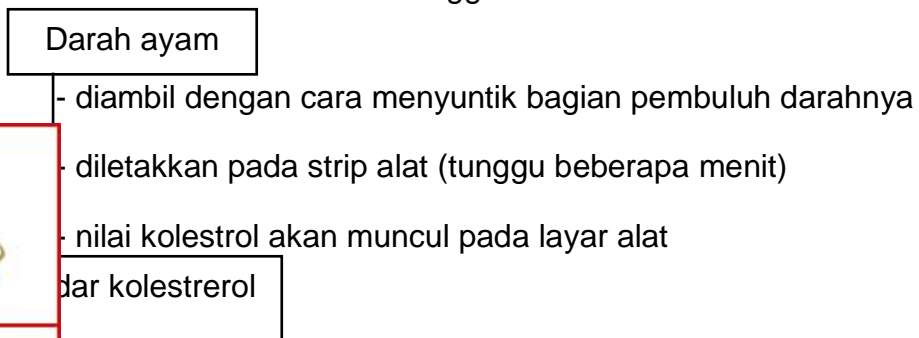 Darah ayam
- diambil dengan cara menyuntik bagian pembuluh darahnya
- diletakkan pada strip alat (tunggu beberapa menit)
- nilai kolestrol akan muncul pada layar alat
dar kolestrerol